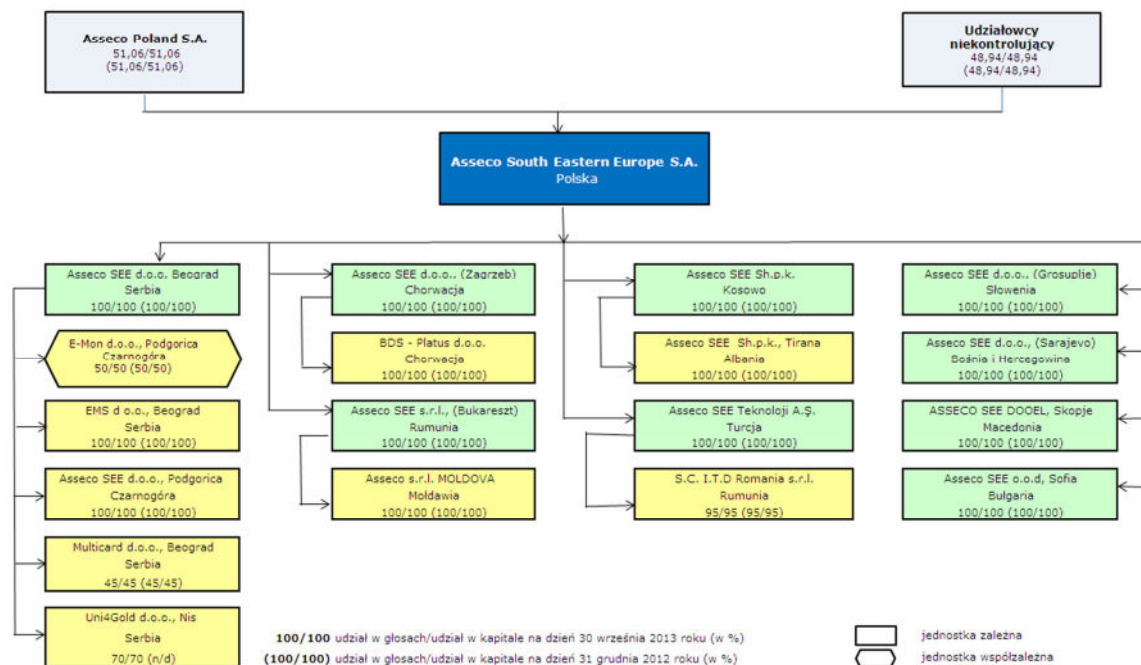 Asseco Poland S.A.
51,06/51,06
(51,06/51,06)
Udziałowcy
niekontrolujący
48,94/48,94
(48,94/48,94)
Asseco South Eastern Europe S.A.
Polska
Asseco SEE d.o.o, Beograd
Serbia
100/100 (100/100)
E-Mon d.o.o, Podgorica
Czarnogóra
50/50 (50/50)
EMS d o.o., Beograd
Serbia
100/100 (100/100)
Asseco SEE d.o.o., Podgorica
Czarnogóra
100/100 (100/100)
Multicard d.o.o., Beograd
Serbia
45/45 (45/45)
Uni4Gold d.o.o., Nis
Serbia
70/70 (n/d)
Asseco SEE d.o.o., (Zagrzeb)
Chorwacja
100/100 (100/100)
BDS - Platus d.o.o.
Chorwacja
100/100 (100/100)
Asseco SEE s.r.l., (Bukareszt)
Rumunia
100/100 (100/100)
Asseco s.r.l. MOLDOVA
Mołdawia
100/100 (100/100)
Asseco SEE Sh.p.k.
Kosowo
100/100 (100/100)
Asseco SEE Sh.p.k., Tirana
Albania
100/100 (100/100)
Asseco SEE Teknoloji A.Ş.
Turcja
100/100 (100/100)
S.C. I.T.D Romania s.r.l.
Rumunia
95/95 (95/95)
Asseco SEE d.o.o., (Grosuplje)
Słowenia
100/100 (100/100)
Asseco SEE d.o.o., (Sarajevo)
Bośnia i Hercegowina
100/100 (100/100)
ASSECO SEE DOOEL, Skopje
Macedonia
100/100 (100/100)
Asseco SEE o.o.d, Sofia
Bułgaria
100/100 (100/100)
100/100 udział w głosach/udział w kapitale na dzień 30 września 2013 roku (w %)
(100/100) udział w głosach/udział w kapitale na dzień 31 grudnia 2012 roku (w %)
jednostka zależna
jednostka współzależna